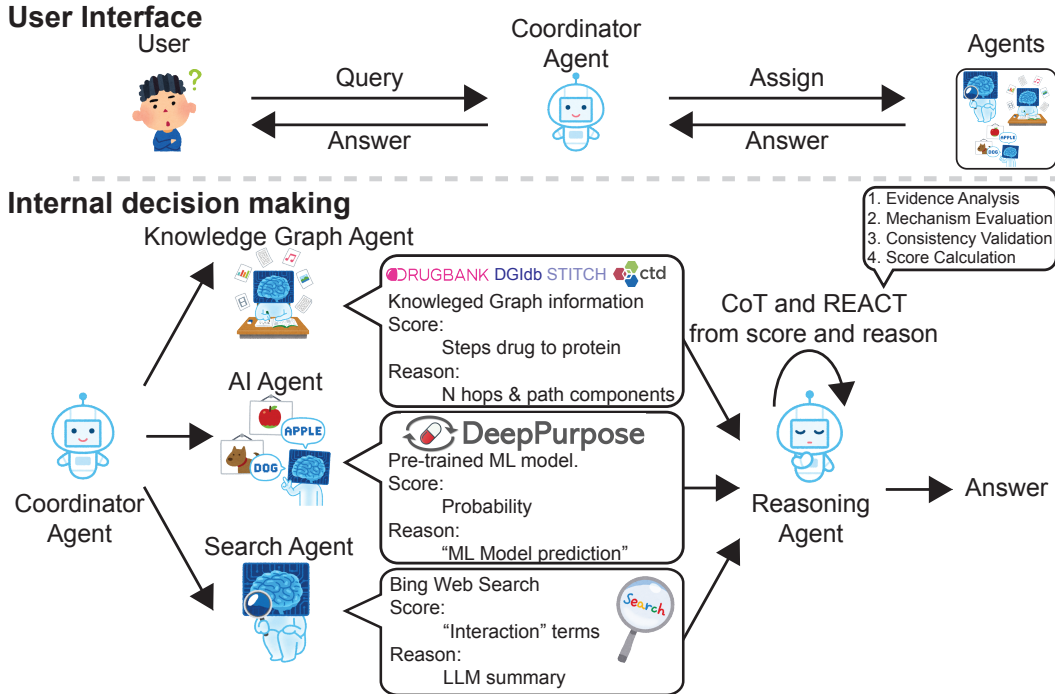 User Interface
User
Coordinator
Agent
Agents
?
Query
Assign
Answer
Answer
APPLE
DOG
Internal decision making
1. Evidence Analysis
2. Mechanism Evaluation
3. Consistency Validation
4. Score Calculation
Knowledge Graph Agent
DRUGBANK DGIdb STITCH ctd
Knowleged Graph information
Score:
Steps drug to protein
Reason:
N hops & path components
CoT and REACT
from score and reason
AI Agent
APPLE
DOG
DeepPurpose
Pre-trained ML model.
Score:
Probability
Reason:
“ML Model prediction”
Coordinator
Agent
Reasoning
Agent
Answer
Search Agent
Bing Web Search
Score:
“Interaction” terms
Reason:
LLM summary
Search